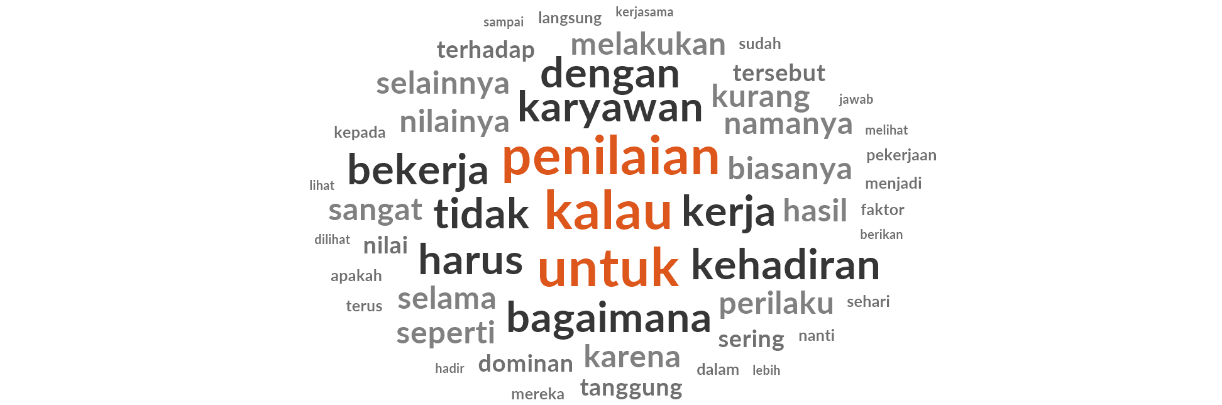 sampai langsung kerjasama
terhadap melakukan sudah
selainnya dengan tersebut
karyawan kurang jawab
kepada nilainya namanya melihat
bekerja penilaian biasanya pekerjaan
lihat menjadi
sangat tidak kalau kerja hasil faktor
dilihat nilai berikan
apakah harus untuk kehadiran
terus selama perilaku sehari
seperti bagaimana sering nanti
hadir dominan karena dalam lebih
mereka tanggung